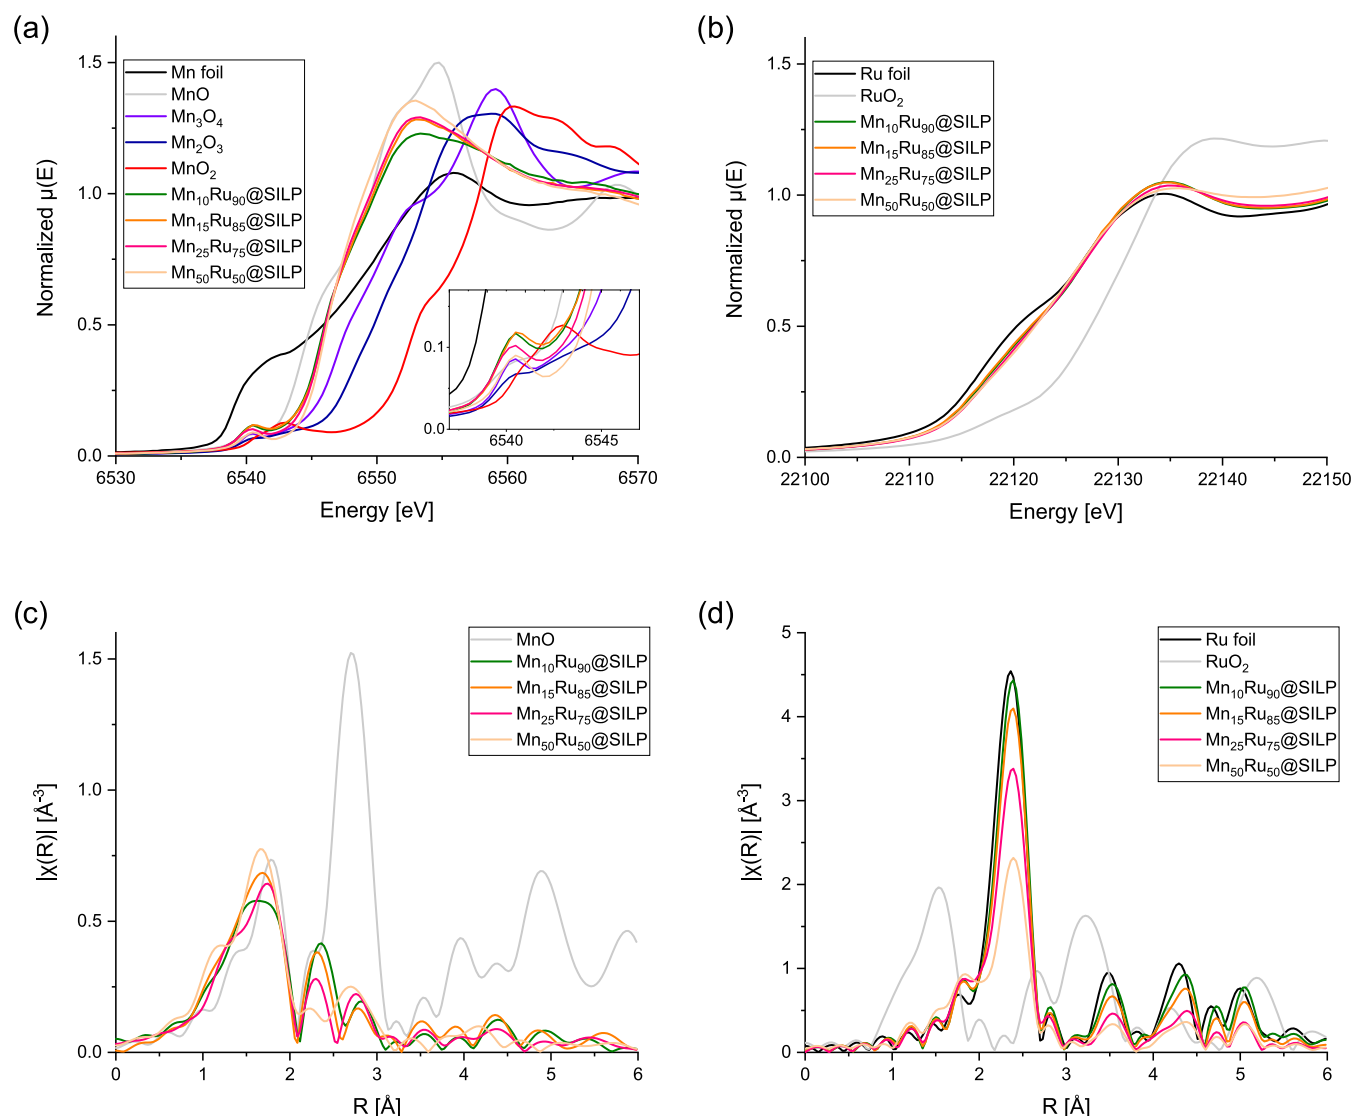 (a)
1.5
1.0
0.5
0.0
Normalized μ(E)
Mn foil
MnO
Mn₃O₄
Mn₂O₃
MnO₂
Mn₁₀Ru₉₀@SILP
Mn₁₅Ru₈₅@SILP
Mn₂₅Ru₇₅@SILP
Mn₅₀Ru₅₀@SILP
0.1
0.0
6540
6545
6530
6540
6550
6560
6570
Energy [eV]
(b)
1.5
1.0
0.5
0.0
Normalized μ(E)
Ru foil
RuO₂
Mn₁₀Ru₉₀@SILP
Mn₁₅Ru₈₅@SILP
Mn₂₅Ru₇₅@SILP
Mn₅₀Ru₅₀@SILP
22100
22110
22120
22130
22140
22150
Energy [eV]
(c)
1.5
1.0
0.5
0.0
|χ(R)| [Å⁻³]
MnO
Mn₁₀Ru₉₀@SILP
Mn₁₅Ru₈₅@SILP
Mn₂₅Ru₇₅@SILP
Mn₅₀Ru₅₀@SILP
0
1
2
3
4
5
6
R [Å]
(d)
5
4
3
2
1
0
|χ(R)| [Å⁻³]
Ru foil
RuO₂
Mn₁₀Ru₉₀@SILP
Mn₁₅Ru₈₅@SILP
Mn₂₅Ru₇₅@SILP
Mn₅₀Ru₅₀@SILP
0
1
2
3
4
5
6
R [Å]